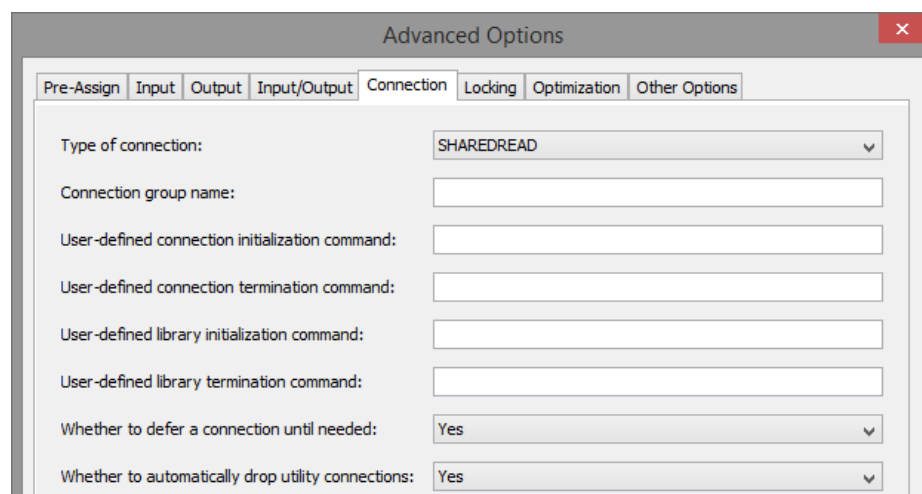 Advanced Options
Pre-Assign Input Output Input/Output Connection Locking Optimization Other Options
Type of connection: SHAREDREAD
Connection group name:
User-defined connection initialization command:
User-defined connection termination command:
User-defined library initialization command:
User-defined library termination command:
Whether to defer a connection until needed: Yes
Whether to automatically drop utility connections: Yes